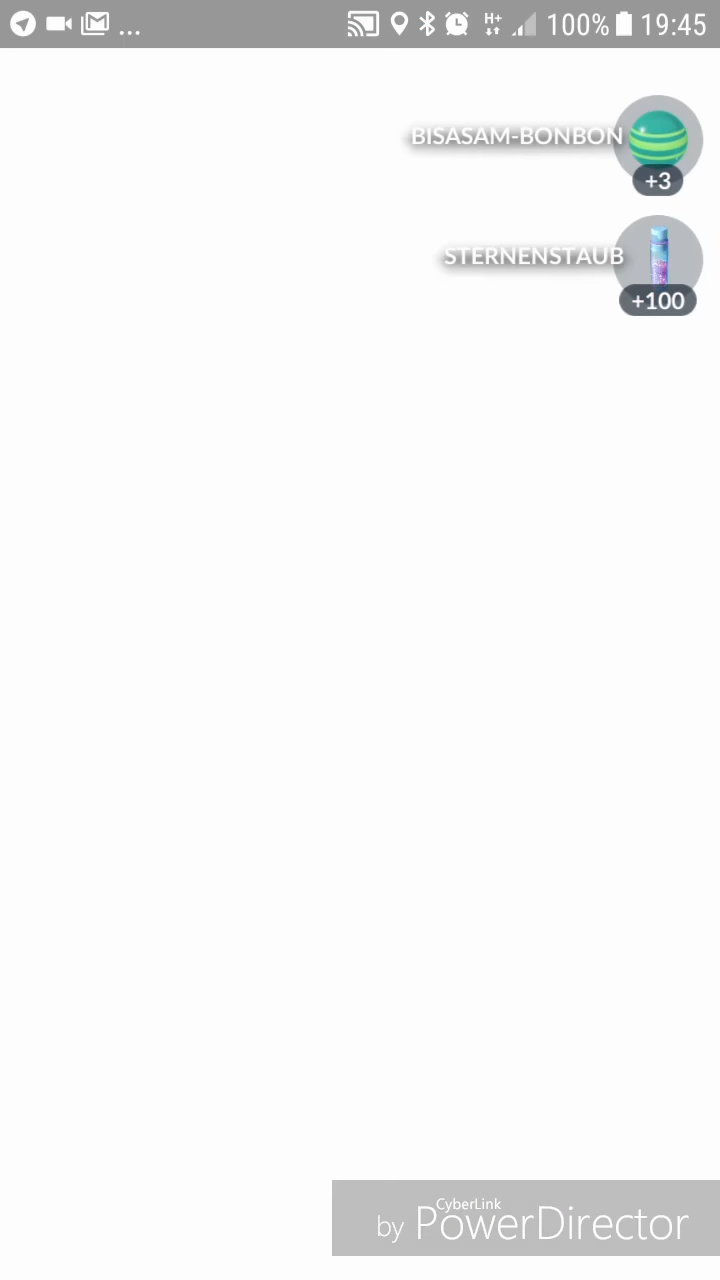 ... H+ 100% 19:45
BISASAM-BONBON
+3
STERNENSTAUB
+100
CyberLink
by PowerDirector